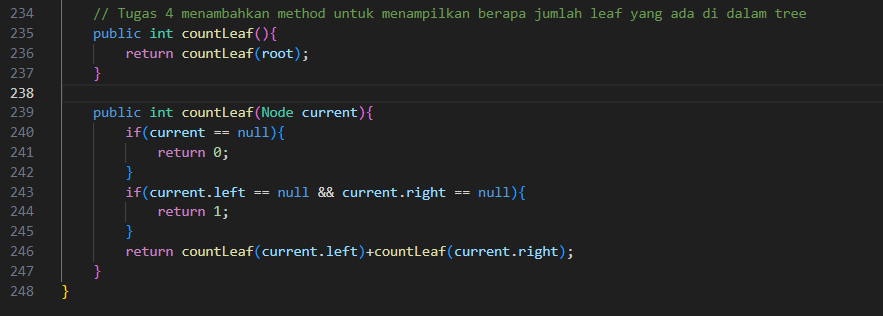 234 // Tugas 4 menambahkan method untuk menampilkan berapa jumlah leaf yang ada di dalam tree
235 public int countLeaf(){
236 return countLeaf(root);
237 }
238
239 public int countLeaf(Node current){
240 if(current == null){
241 return 0;
242 }
243 if(current.left == null && current.right == null){
244 return 1;
245 }
246 return countLeaf(current.left)+countLeaf(current.right);
247 }
248 }